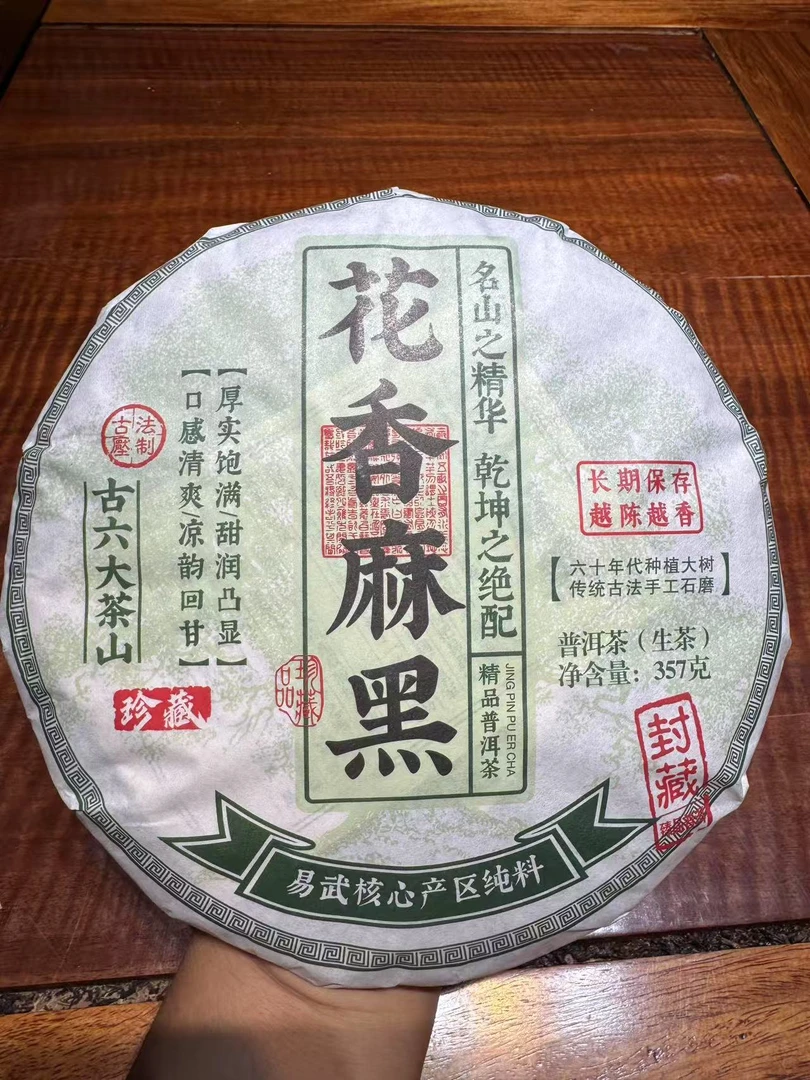 花香麻黑
名山之精华 乾坤之绝配
精品普洱茶
JING PIN PU ER CHA
珍藏
品
【厚实饱满甜润凸显】
【口感清爽/凉韵回甘】
古法
压制
古六大茶山
珍藏
长期保存
越陈越香
【六十年代种植大树
传统古法手工石磨】
普洱茶（生茶）
净含量：357克
封藏
易武核心产区纯料